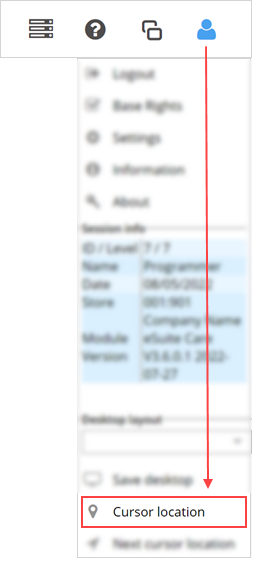 Logout
Base Rights
Settings
Information
About
Session info
ID / Level 7 / 7
Name Programmer
Date 08/05/2022
Store 001:901
Company Name
Module eSuite Care
Version V3.6.0.1 2022-
07-27
Desktop layout
Save desktop
Cursor location
Next cursor location